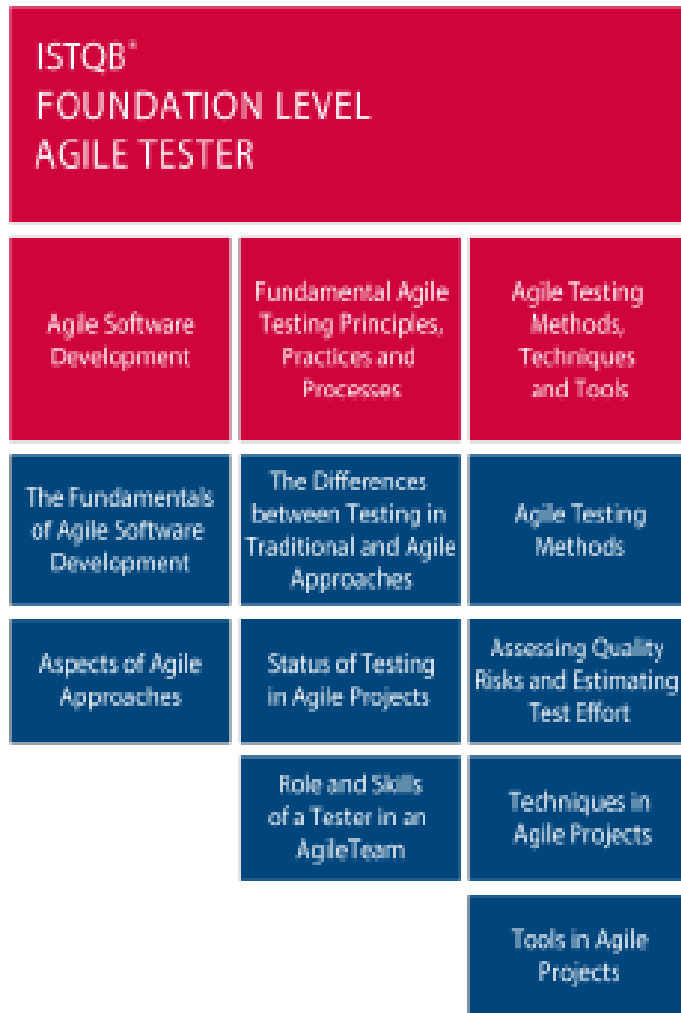 ISTQB®
FOUNDATION LEVEL
AGILE TESTER
Agile Software
Development
Fundamental Agile
Testing Principles,
Practices and
Processes
Agile Testing
Methods,
Techniques
and Tools
The Fundamentals
of Agile Software
Development
The Differences
between Testing in
Traditional and Agile
Approaches
Agile Testing
Methods
Aspects of Agile
Approaches
Status of Testing
in Agile Projects
Assessing Quality
Risks and Estimating
Test Effort
Role and Skills
of a Tester in an
AgileTeam
Techniques in
Agile Projects
Tools in Agile
Projects